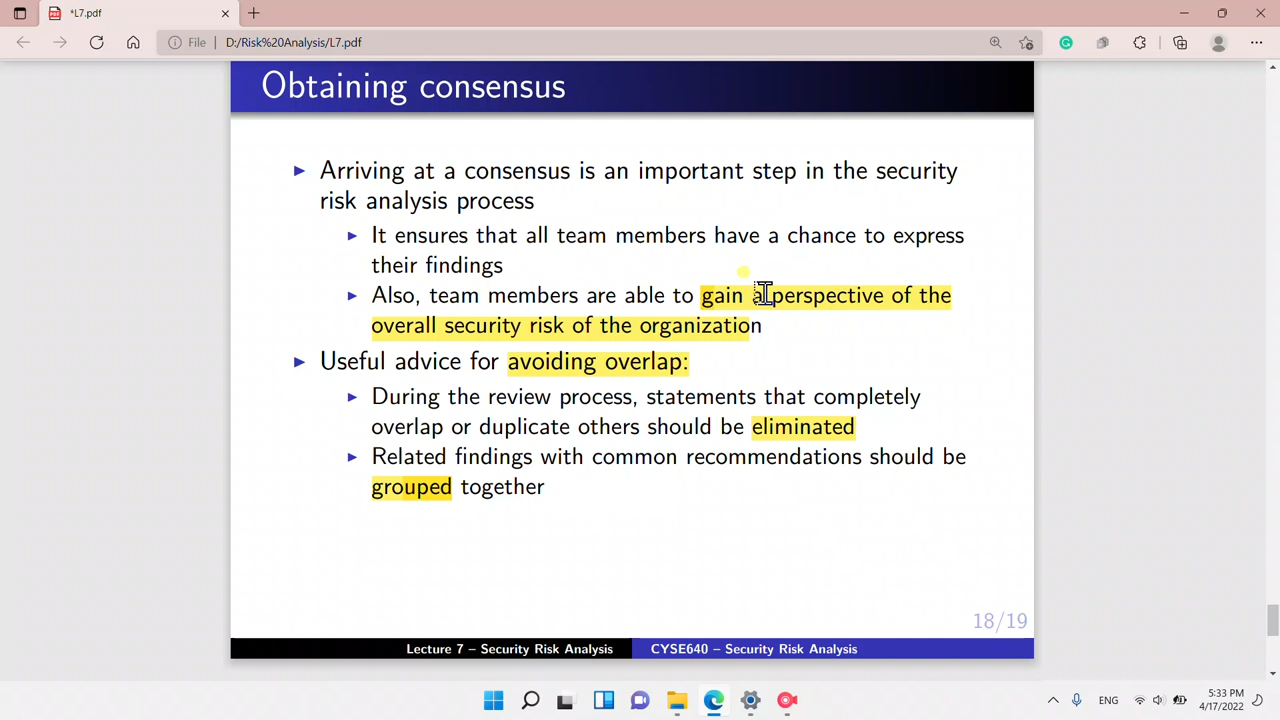 *L7.pdf
File
D:/Risk%20Analysis/L7.pdf
Obtaining consensus
Arriving at a consensus is an important step in the security
risk analysis process
It ensures that all team members have a chance to express
their findings
Also, team members are able to gain a perspective of the
overall security risk of the organization
Useful advice for avoiding overlap:
During the review process, statements that completely
overlap or duplicate others should be eliminated
Related findings with common recommendations should be
grouped together
18/19
Lecture 7 – Security Risk Analysis
CYSE640 – Security Risk Analysis
ENG
5:33 PM
4/17/2022